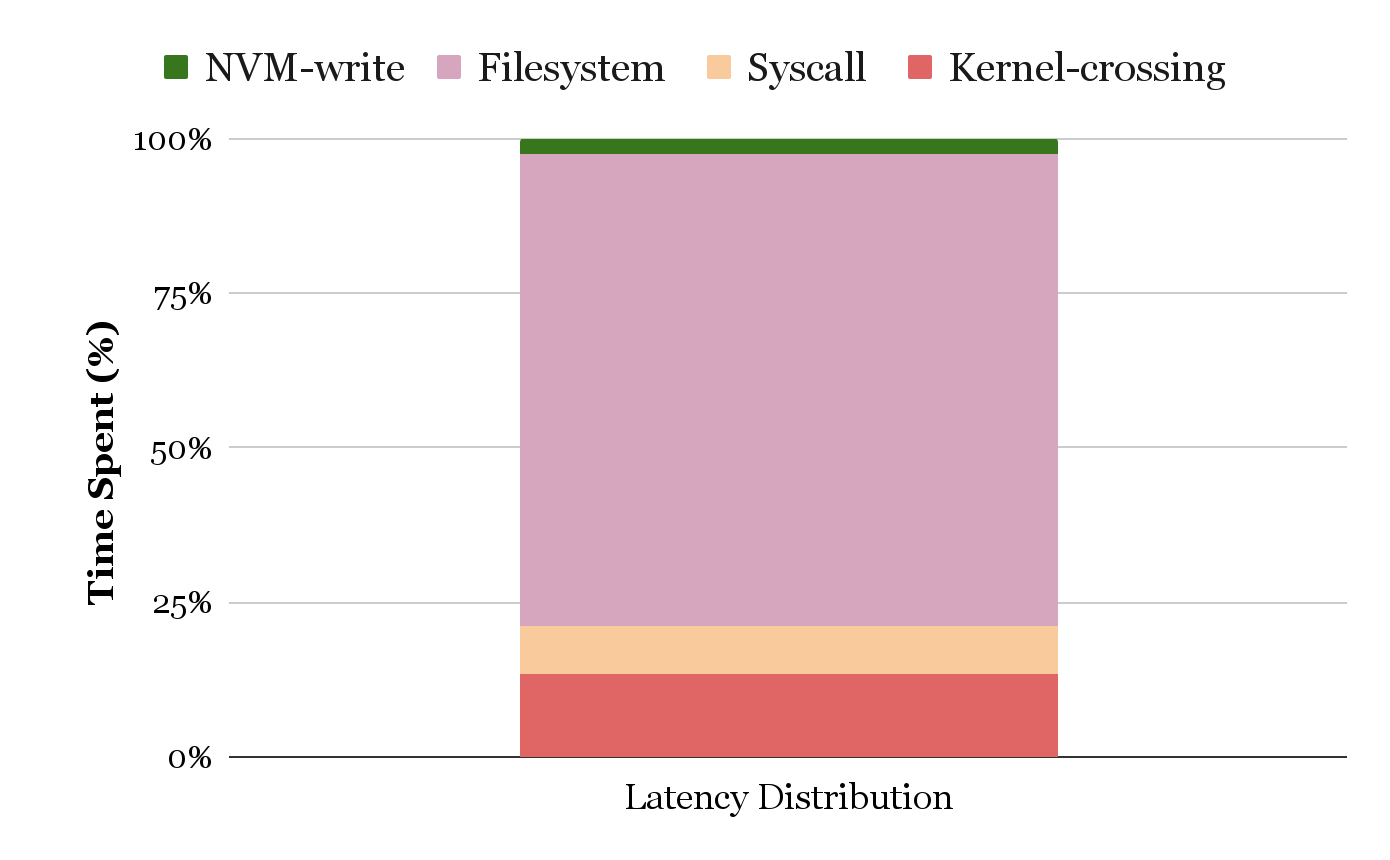 NVM-write Filesystem Syscall Kernel-crossing
100%
75%
50%
25%
0%
Time Spent (%)
Latency Distribution